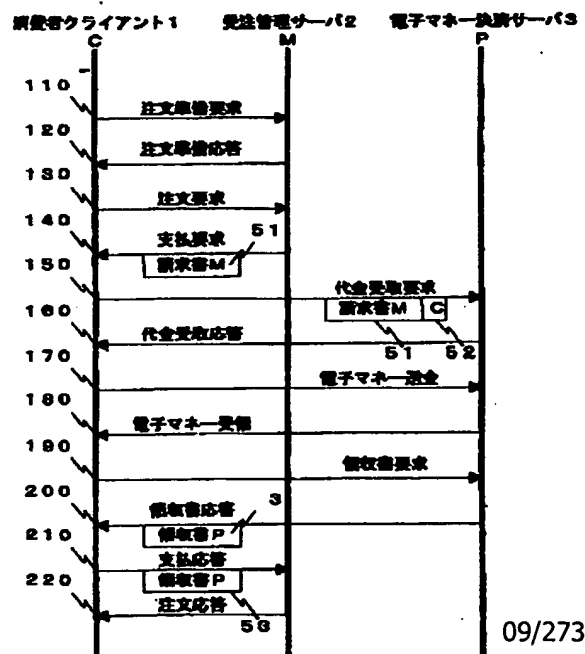 消費者クライアント1 受注管理サーバ2 電子マネー決済サーバ3
C M P
110
注文準備要求
120
注文準備応答
130
注文要求
140
支払要求 51
150 請求書M
代金受取要求
160 請求書M C
代金受取応答 51 52
170
電子マネー送金
180
電子マネー受領
190
領収書要求
200
領収書応答 3
210 領収書P
支払応答
220 領収書P
注文応答 53
09/273